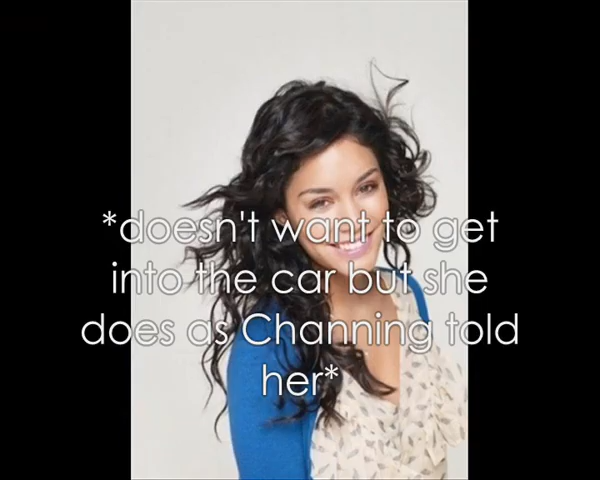 *doesn't want to get
into the car but she
does as Channing told
her*